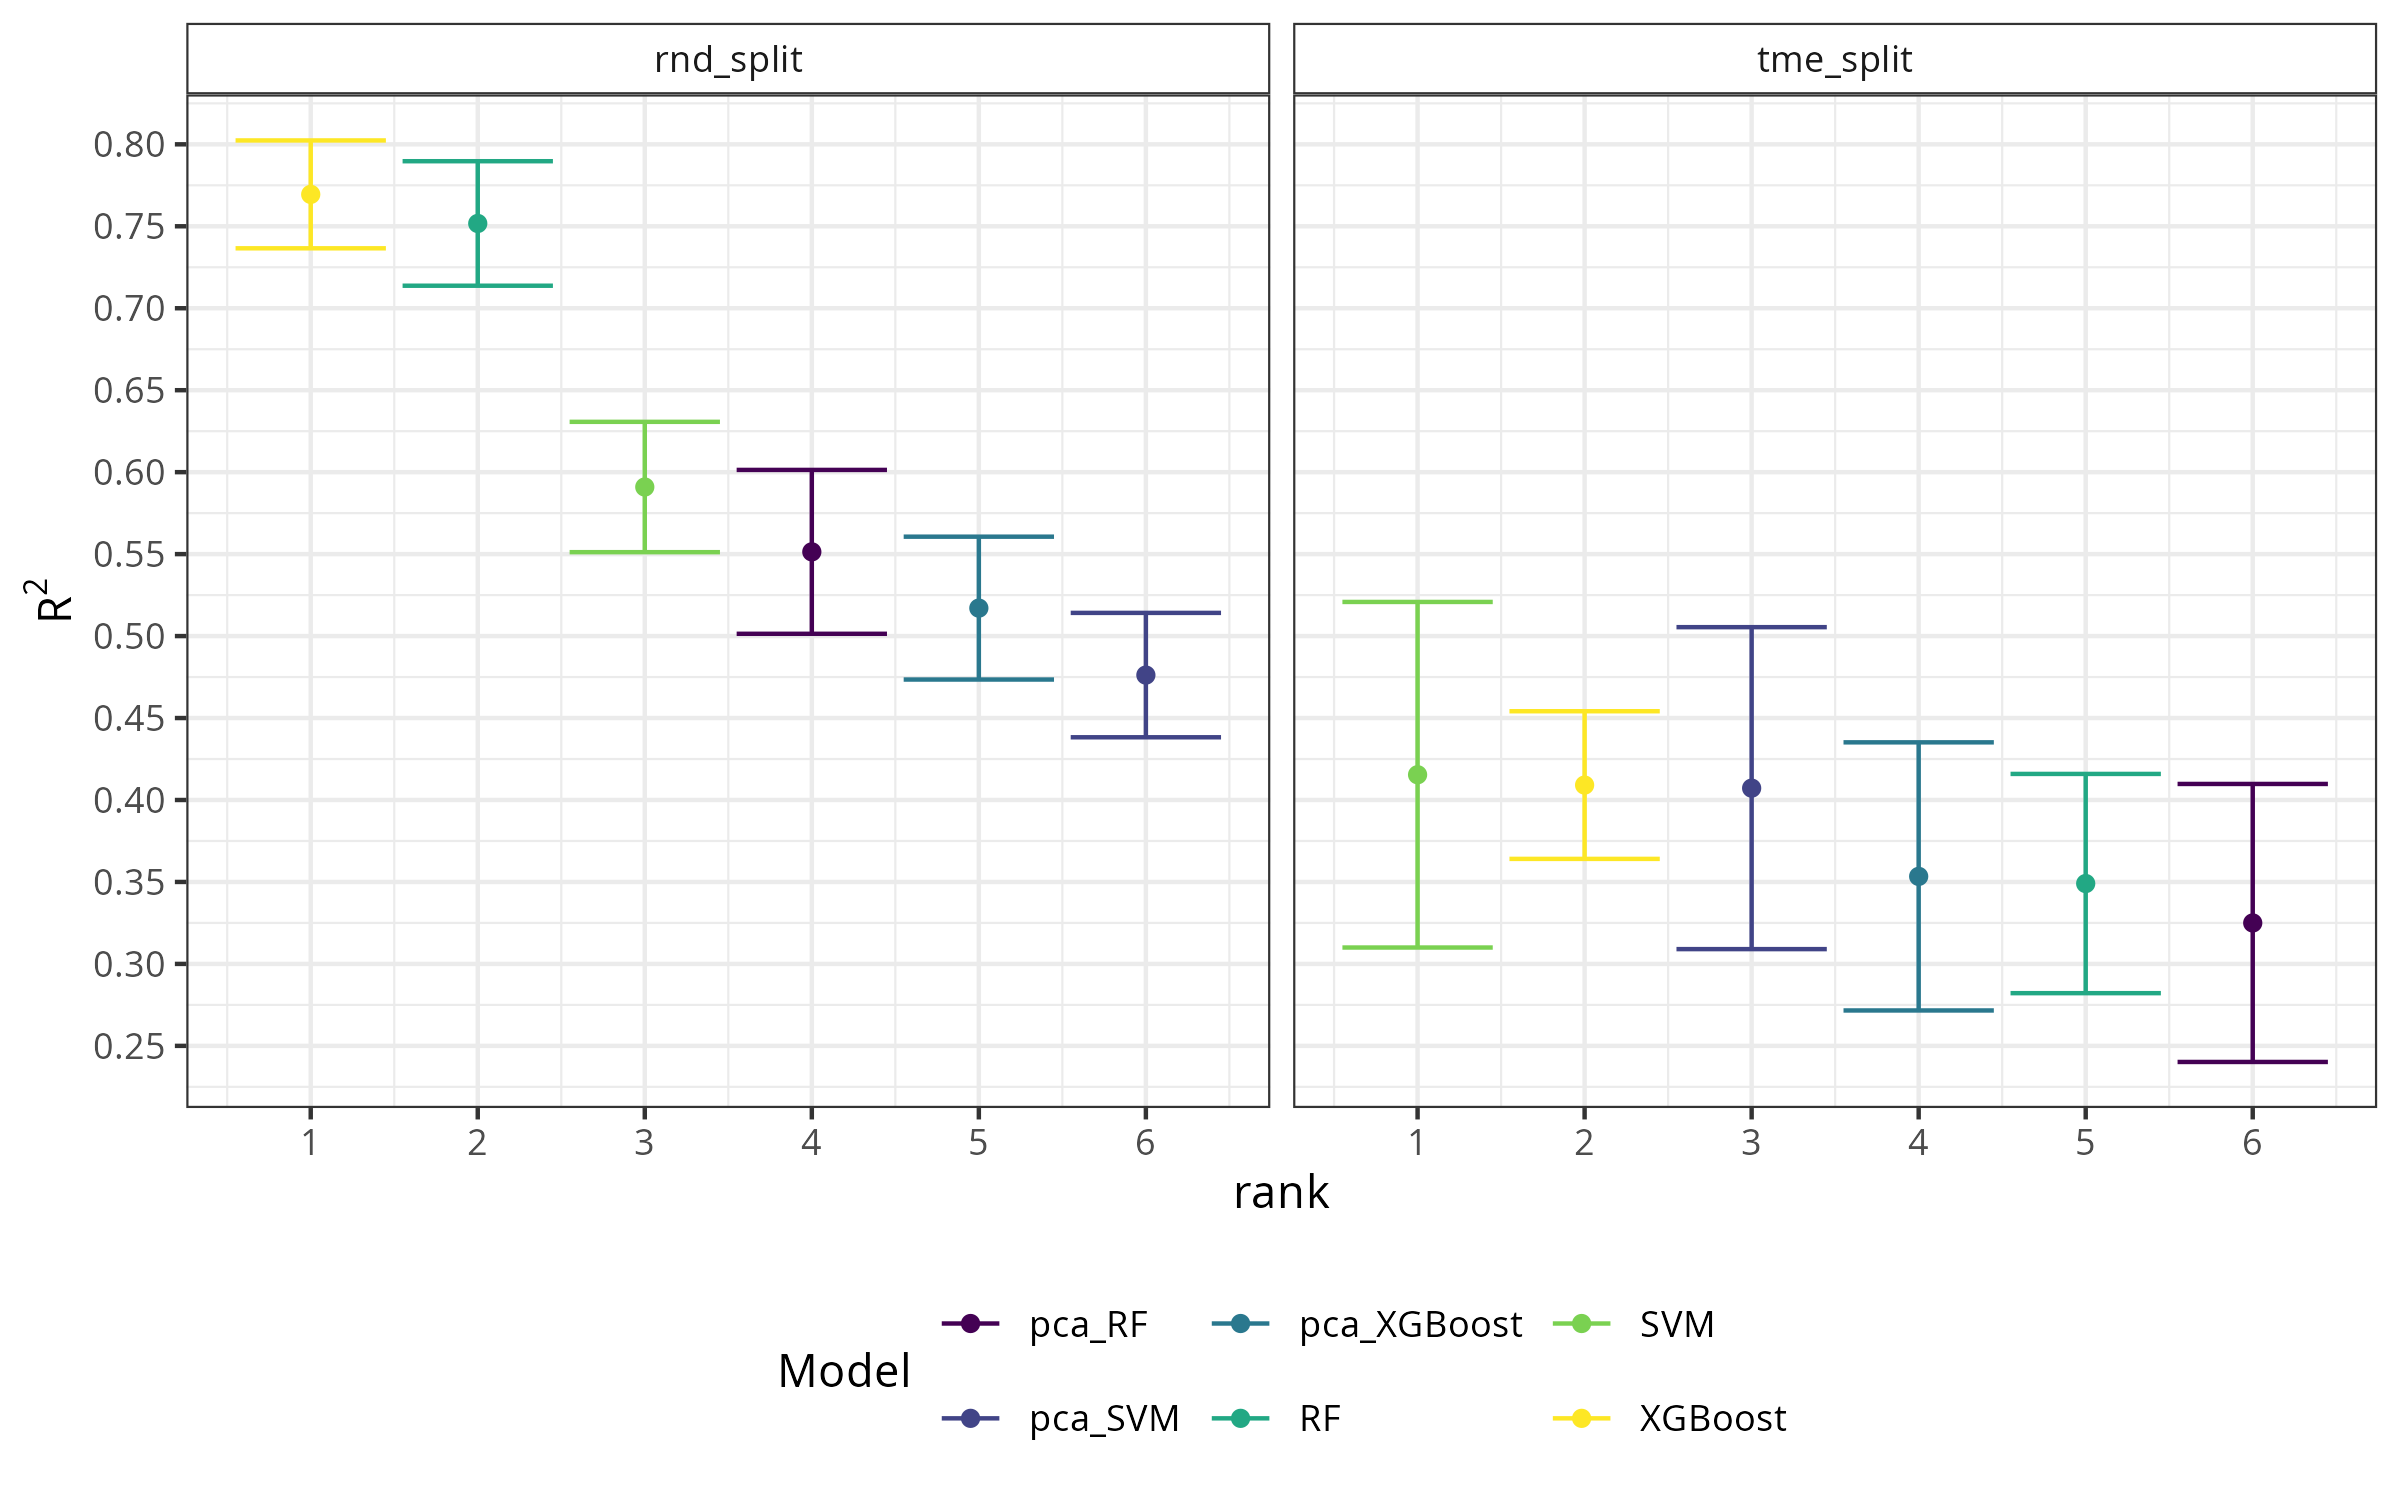 rnd_split
tme_split
0.80
0.75
0.70
0.65
0.60
0.55
0.50
0.45
0.40
0.35
0.30
0.25
R²
1 2 3 4 5 6
1 2 3 4 5 6
rank
Model
pca_RF pca_XGBoost SVM
pca_SVM RF XGBoost